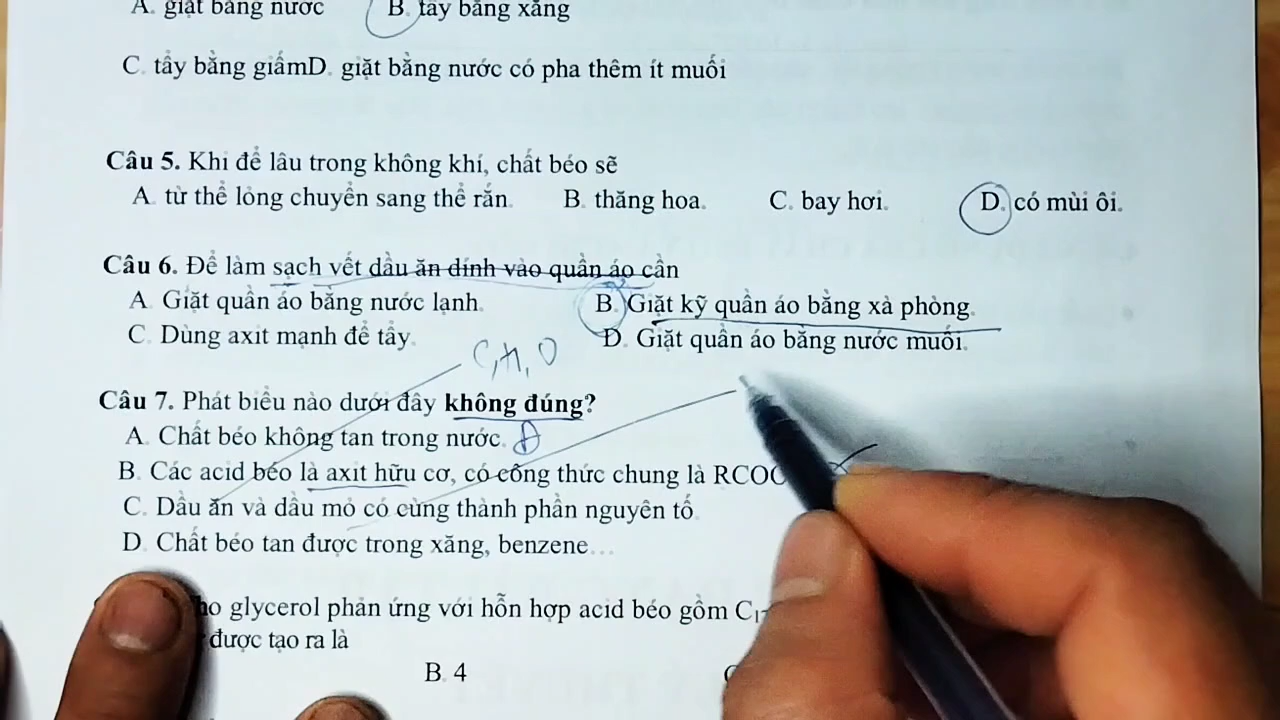 A. giặt bằng nước B. tẩy bằng xăng
C. tẩy bằng giấmD. giặt bằng nước có pha thêm ít muối
Câu 5. Khi để lâu trong không khí, chất béo sẽ
A. từ thể lỏng chuyển sang thể rắn. B. thăng hoa. C. bay hơi. D. có mùi ôi.
Câu 6. Để làm sạch vết dầu ăn dính vào quần áo cần
A. Giặt quần áo bằng nước lạnh. B. Giặt kỹ quần áo bằng xà phòng.
C. Dùng axit mạnh để tẩy. D. Giặt quần áo bằng nước muối.
C, H, O
Câu 7. Phát biểu nào dưới đây không đúng?
A. Chất béo không tan trong nước. Đ
B. Các acid béo là axit hữu cơ, có công thức chung là
C. Dầu ăn và dầu mỏ có cùng thành phần nguyên tố.
D. Chất béo tan được trong xăng, benzene…
glycerol phản ứng với hỗn hợp acid béo gồm
được tạo ra là
B. 4